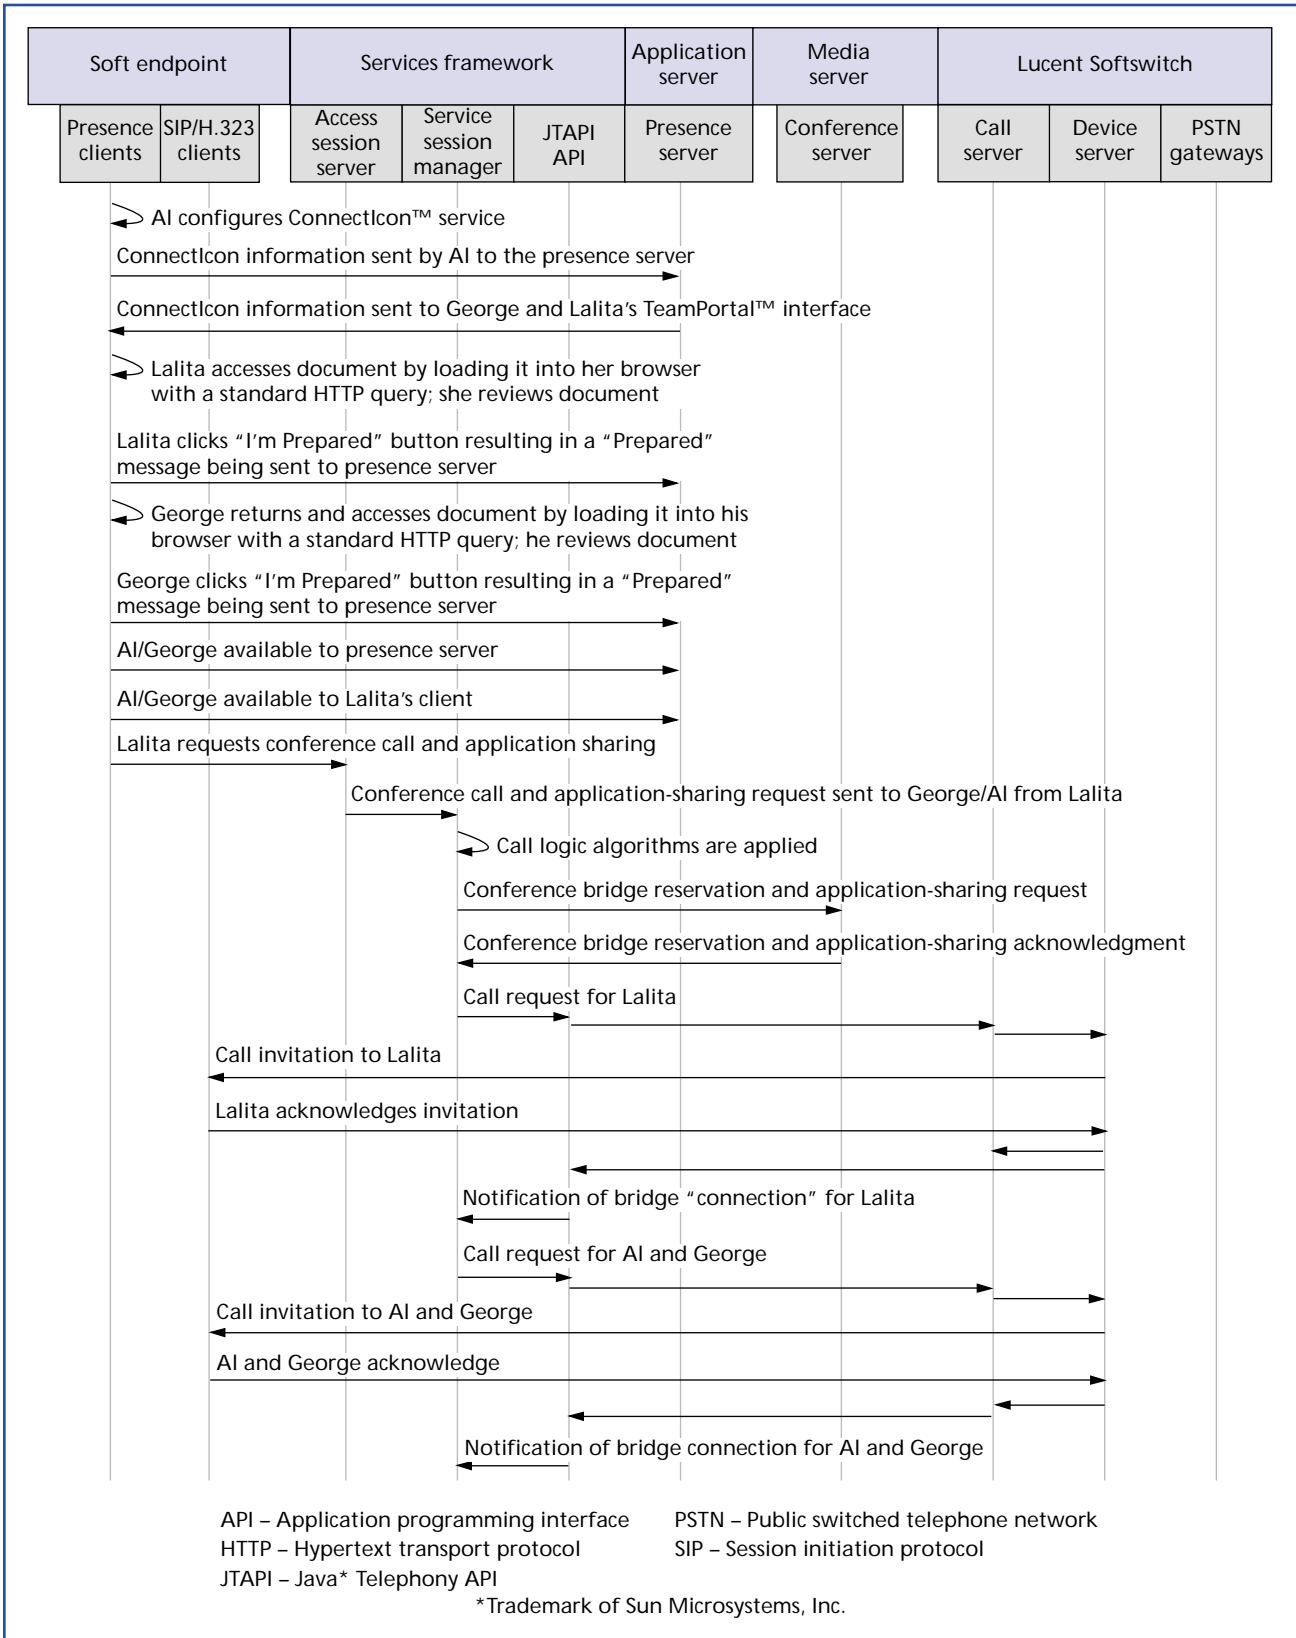 Soft endpoint
Services framework
Application
server
Media
server
Lucent Softswitch
Presence
clients
SIP/H.323
clients
Access
session
server
Service
session
manager
JTAPI
API
Presence
server
Conference
server
Call
server
Device
server
PSTN
gateways
Al configures ConnectIcon™ service
ConnectIcon information sent by Al to the presence server
ConnectIcon information sent to George and Lalita's TeamPortal™ interface
Lalita accesses document by loading it into her browser
with a standard HTTP query; she reviews document
Lalita clicks “I'm Prepared” button resulting in a “Prepared”
message being sent to presence server
George returns and accesses document by loading it into his
browser with a standard HTTP query; he reviews document
George clicks “I'm Prepared” button resulting in a “Prepared”
message being sent to presence server
Al/George available to presence server
Al/George available to Lalita's client
Lalita requests conference call and application sharing
Conference call and application-sharing request sent to George/Al from Lalita
Call logic algorithms are applied
Conference bridge reservation and application-sharing request
Conference bridge reservation and application-sharing acknowledgment
Call request for Lalita
Call invitation to Lalita
Lalita acknowledges invitation
Notification of bridge “connection” for Lalita
Call request for Al and George
Call invitation to Al and George
Al and George acknowledge
Notification of bridge connection for Al and George
API – Application programming interface
HTTP – Hypertext transport protocol
JTAPI – Java* Telephony API
PSTN – Public switched telephone network
SIP – Session initiation protocol
*Trademark of Sun Microsystems, Inc.